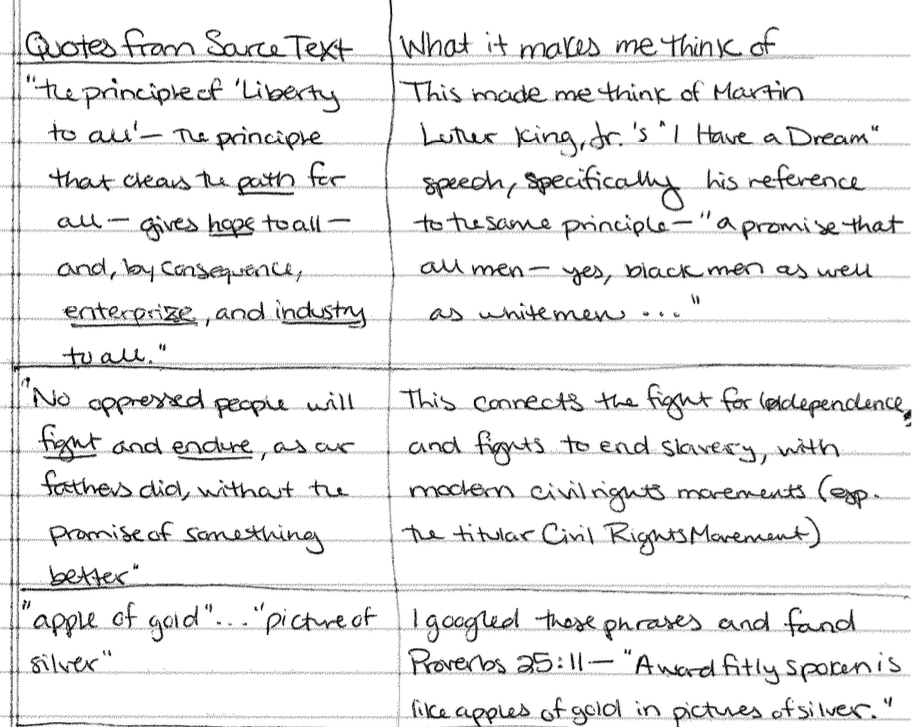 Quotes from Source Text
"the principle of 'Liberty
to all' — the principle
that clears the path for
all — gives hope to all —
and, by consequence,
enterprize, and industry
to all."
What it makes me think of
This made me think of Martin
Luther King, Jr.'s "I Have a Dream"
speech, specifically his reference
to the same principle — "a promise that
all men — yes, black men as well
as white men ..."
"No oppressed people will
fight and endure, as our
fathers did, without the
promise of something
better"
This connects the fight for independence,
and fights to end slavery, with
modern civil rights movements (esp.
the titular Civil Rights Movement)
"apple of gold"... "picture of
silver"
I googled these phrases and found
Proverbs 25:11 — "A word fitly spoken is
like apples of gold in pictures of silver."